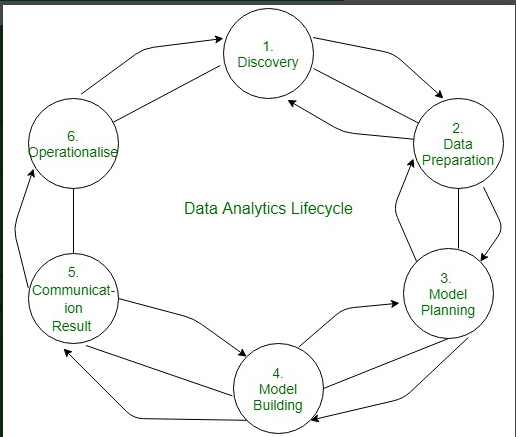 1.
Discovery
2.
Data
Preparation
3.
Model
Planning
4.
Model
Building
5.
Communicat-
ion
Result
6.
Operationalise
Data Analytics Lifecycle